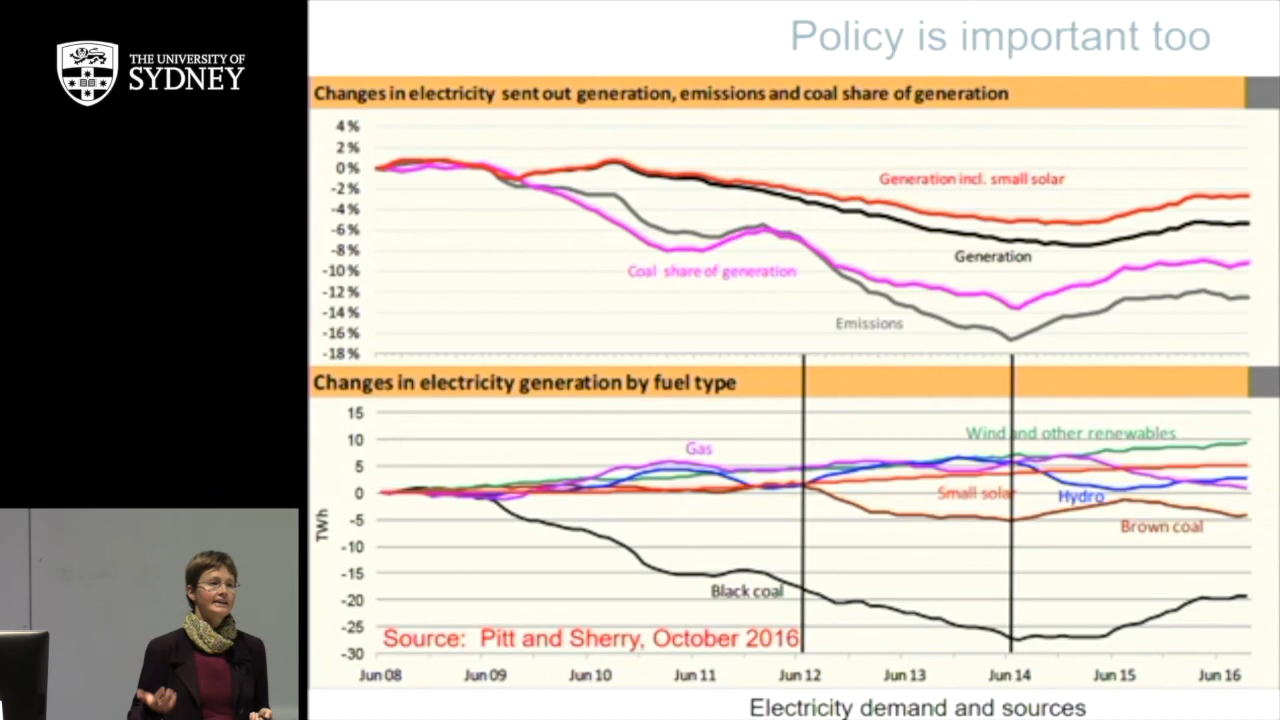 THE UNIVERSITY OF
SYDNEY
Policy is important too
Changes in electricity sent out generation, emissions and coal share of generation
4%
2%
0%
-2%
-4%
-6%
-8%
-10%
-12%
-14%
-16%
-18%
Generation incl. small solar
Generation
Coal share of generation
Emissions
Changes in electricity generation by fuel type
15
10
5
0
-5
-10
-15
-20
-25
-30
TWh
Wind and other renewables
Gas
Small solar
Hydro
Brown coal
Black coal
Source: Pitt and Sherry, October 2016
Jun 08 Jun 09 Jun 10 Jun 11 Jun 12 Jun 13 Jun 14 Jun 15 Jun 16
Electricity demand and sources